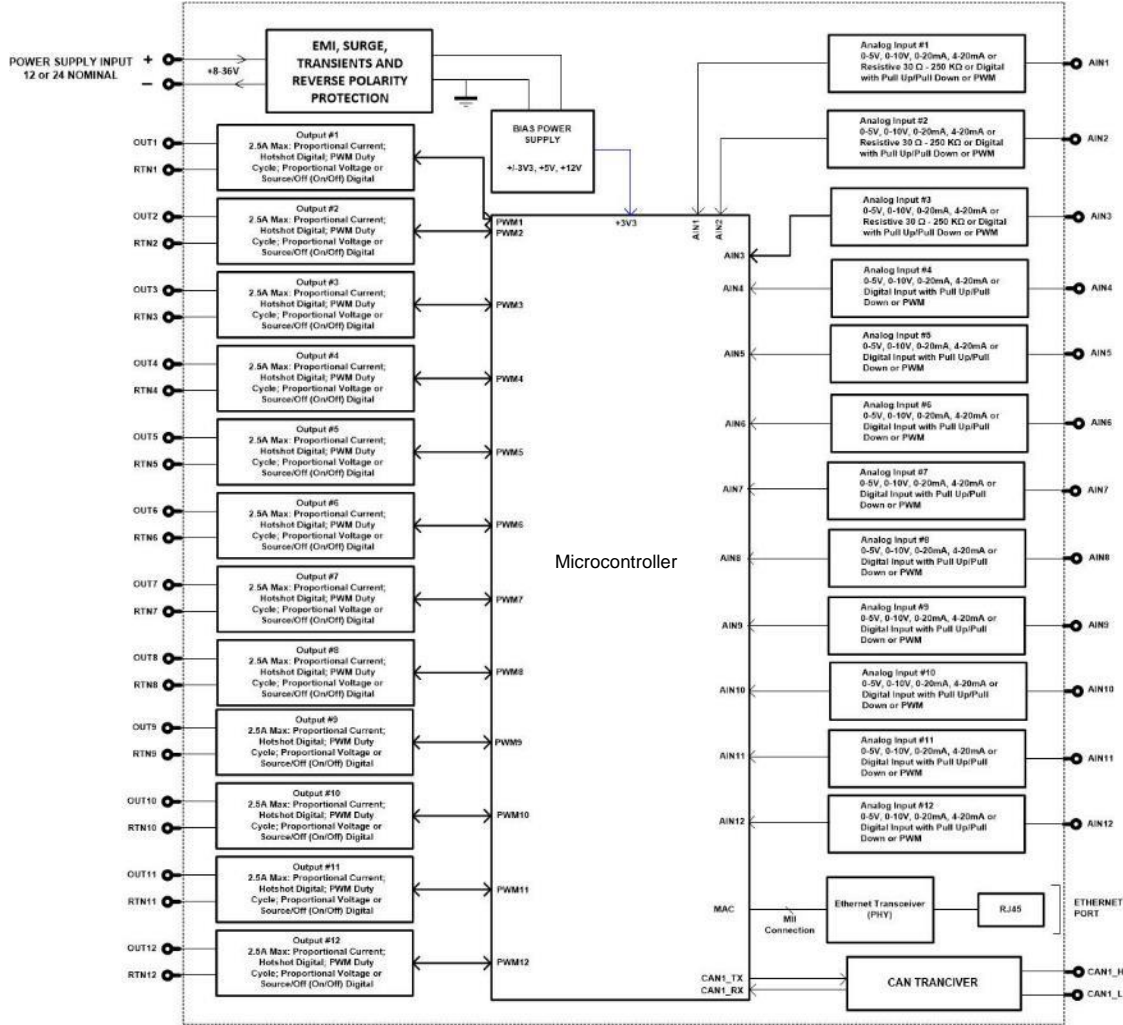 POWER SUPPLY INPUT
12 or 24 NOMINAL
+
−
+8-36V
EMI, SURGE,
TRANSIENTS AND
REVERSE POLARITY
PROTECTION
BIAS POWER
SUPPLY
+/-3V3, +5V, +12V
OUT1
RTN1
Output #1
2.5A Max: Proportional Current;
Hotshot Digital; PWM Duty
Cycle; Proportional Voltage or
Source/Off (On/Off) Digital
OUT2
RTN2
Output #2
2.5A Max: Proportional Current;
Hotshot Digital; PWM Duty
Cycle; Proportional Voltage or
Source/Off (On/Off) Digital
OUT3
RTN3
Output #3
2.5A Max: Proportional Current;
Hotshot Digital; PWM Duty
Cycle; Proportional Voltage or
Source/Off (On/Off) Digital
OUT4
RTN4
Output #4
2.5A Max: Proportional Current;
Hotshot Digital; PWM Duty
Cycle; Proportional Voltage or
Source/Off (On/Off) Digital
OUT5
RTN5
Output #5
2.5A Max: Proportional Current;
Hotshot Digital; PWM Duty
Cycle; Proportional Voltage or
Source/Off (On/Off) Digital
OUT6
RTN6
Output #6
2.5A Max: Proportional Current;
Hotshot Digital; PWM Duty
Cycle; Proportional Voltage or
Source/Off (On/Off) Digital
OUT7
RTN7
Output #7
2.5A Max: Proportional Current;
Hotshot Digital; PWM Duty
Cycle; Proportional Voltage or
Source/Off (On/Off) Digital
OUT8
RTN8
Output #8
2.5A Max: Proportional Current;
Hotshot Digital; PWM Duty
Cycle; Proportional Voltage or
Source/Off (On/Off) Digital
OUT9
RTN9
Output #9
2.5A Max: Proportional Current;
Hotshot Digital; PWM Duty
Cycle; Proportional Voltage or
Source/Off (On/Off) Digital
OUT10
RTN10
Output #10
2.5A Max: Proportional Current;
Hotshot Digital; PWM Duty
Cycle; Proportional Voltage or
Source/Off (On/Off) Digital
OUT11
RTN11
Output #11
2.5A Max: Proportional Current;
Hotshot Digital; PWM Duty
Cycle; Proportional Voltage or
Source/Off (On/Off) Digital
OUT12
RTN12
Output #12
2.5A Max: Proportional Current;
Hotshot Digital; PWM Duty
Cycle; Proportional Voltage or
Source/Off (On/Off) Digital
PWM1
PWM2
PWM3
PWM4
PWM5
PWM6
PWM7
PWM8
PWM9
PWM10
PWM11
PWM12
+3V3
Microcontroller
AIN1
AIN2
AIN3
AIN4
AIN5
AIN6
AIN7
AIN8
AIN9
AIN10
AIN11
AIN12
MAC
CAN1_TX
CAN1_RX
Analog Input #1
0-5V, 0-10V, 0-20mA, 4-20mA or
Resistive 30 Ω - 250 KΩ or Digital
with Pull Up/Pull Down or PWM
AIN1
Analog Input #2
0-5V, 0-10V, 0-20mA, 4-20mA or
Resistive 30 Ω - 250 KΩ or Digital
with Pull Up/Pull Down or PWM
AIN2
Analog Input #3
0-5V, 0-10V, 0-20mA, 4-20mA or
Resistive 30 Ω - 250 KΩ or Digital
with Pull Up/Pull Down or PWM
AIN3
Analog Input #4
0-5V, 0-10V, 0-20mA, 4-20mA or
Digital Input with Pull Up/Pull
Down or PWM
AIN4
Analog Input #5
0-5V, 0-10V, 0-20mA, 4-20mA or
Digital Input with Pull Up/Pull
Down or PWM
AIN5
Analog Input #6
0-5V, 0-10V, 0-20mA, 4-20mA or
Digital Input with Pull Up/Pull
Down or PWM
AIN6
Analog Input #7
0-5V, 0-10V, 0-20mA, 4-20mA or
Digital Input with Pull Up/Pull
Down or PWM
AIN7
Analog Input #8
0-5V, 0-10V, 0-20mA, 4-20mA or
Digital Input with Pull Up/Pull
Down or PWM
AIN8
Analog Input #9
0-5V, 0-10V, 0-20mA, 4-20mA or
Digital Input with Pull Up/Pull
Down or PWM
AIN9
Analog Input #10
0-5V, 0-10V, 0-20mA, 4-20mA or
Digital Input with Pull Up/Pull
Down or PWM
AIN10
Analog Input #11
0-5V, 0-10V, 0-20mA, 4-20mA or
Digital Input with Pull Up/Pull
Down or PWM
AIN11
Analog Input #12
0-5V, 0-10V, 0-20mA, 4-20mA or
Digital Input with Pull Up/Pull
Down or PWM
AIN12
MII
Connection
Ethernet Transceiver
(PHY)
RJ45
ETHERNET
PORT
CAN TRANCIVER
CAN1_H
CAN1_L